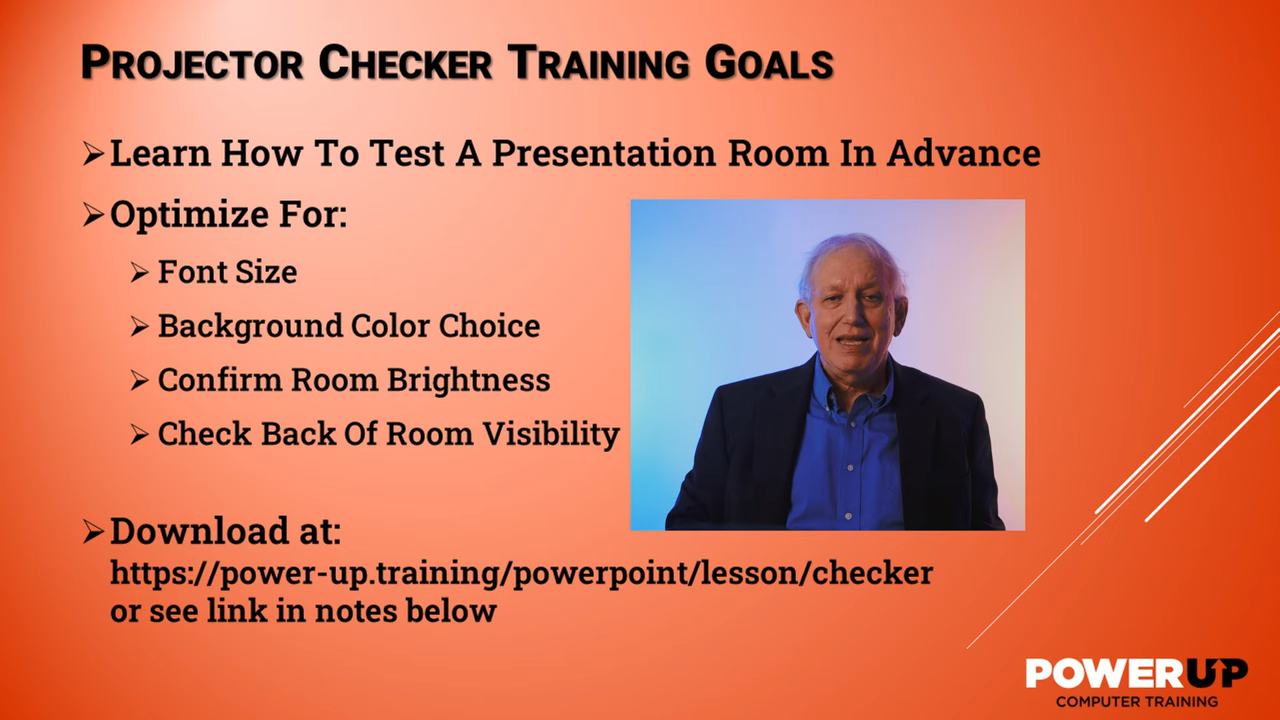 Projector Checker Training Goals
Learn How To Test A Presentation Room In Advance
Optimize For:
Font Size
Background Color Choice
Confirm Room Brightness
Check Back Of Room Visibility
Download at:
https://power-up.training/powerpoint/lesson/checker
or see link in notes below
POWERUP
COMPUTER TRAINING